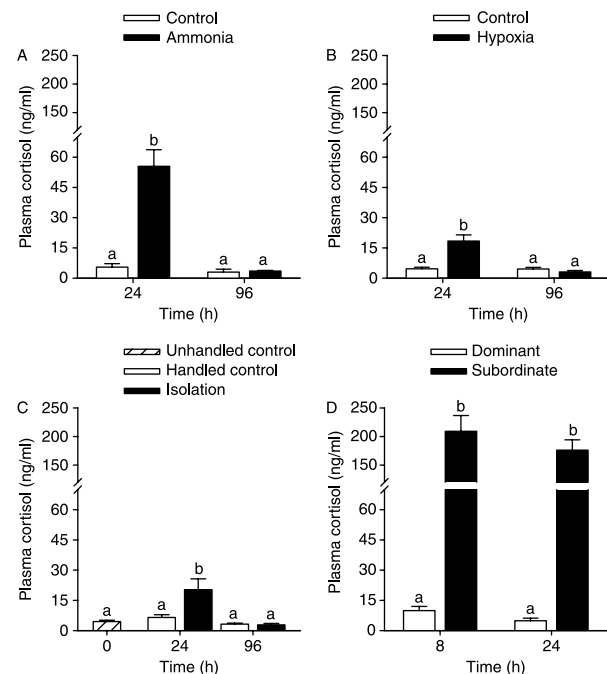 Control
Ammonia
A
250
200
150
60
45
30
15
0
Plasma cortisol (ng/ml)
a
b
a
a
24
96
Time (h)
Control
Hypoxia
B
250
200
150
60
45
30
15
0
Plasma cortisol (ng/ml)
a
b
a
a
24
96
Time (h)
Unhandled control
Handled control
Isolation
C
250
200
150
60
45
30
15
0
Plasma cortisol (ng/ml)
a
a
b
a
a
0
24
96
Time (h)
Dominant
Subordinate
D
250
200
150
60
45
30
15
0
Plasma cortisol (ng/ml)
a
b
a
b
8
24
Time (h)